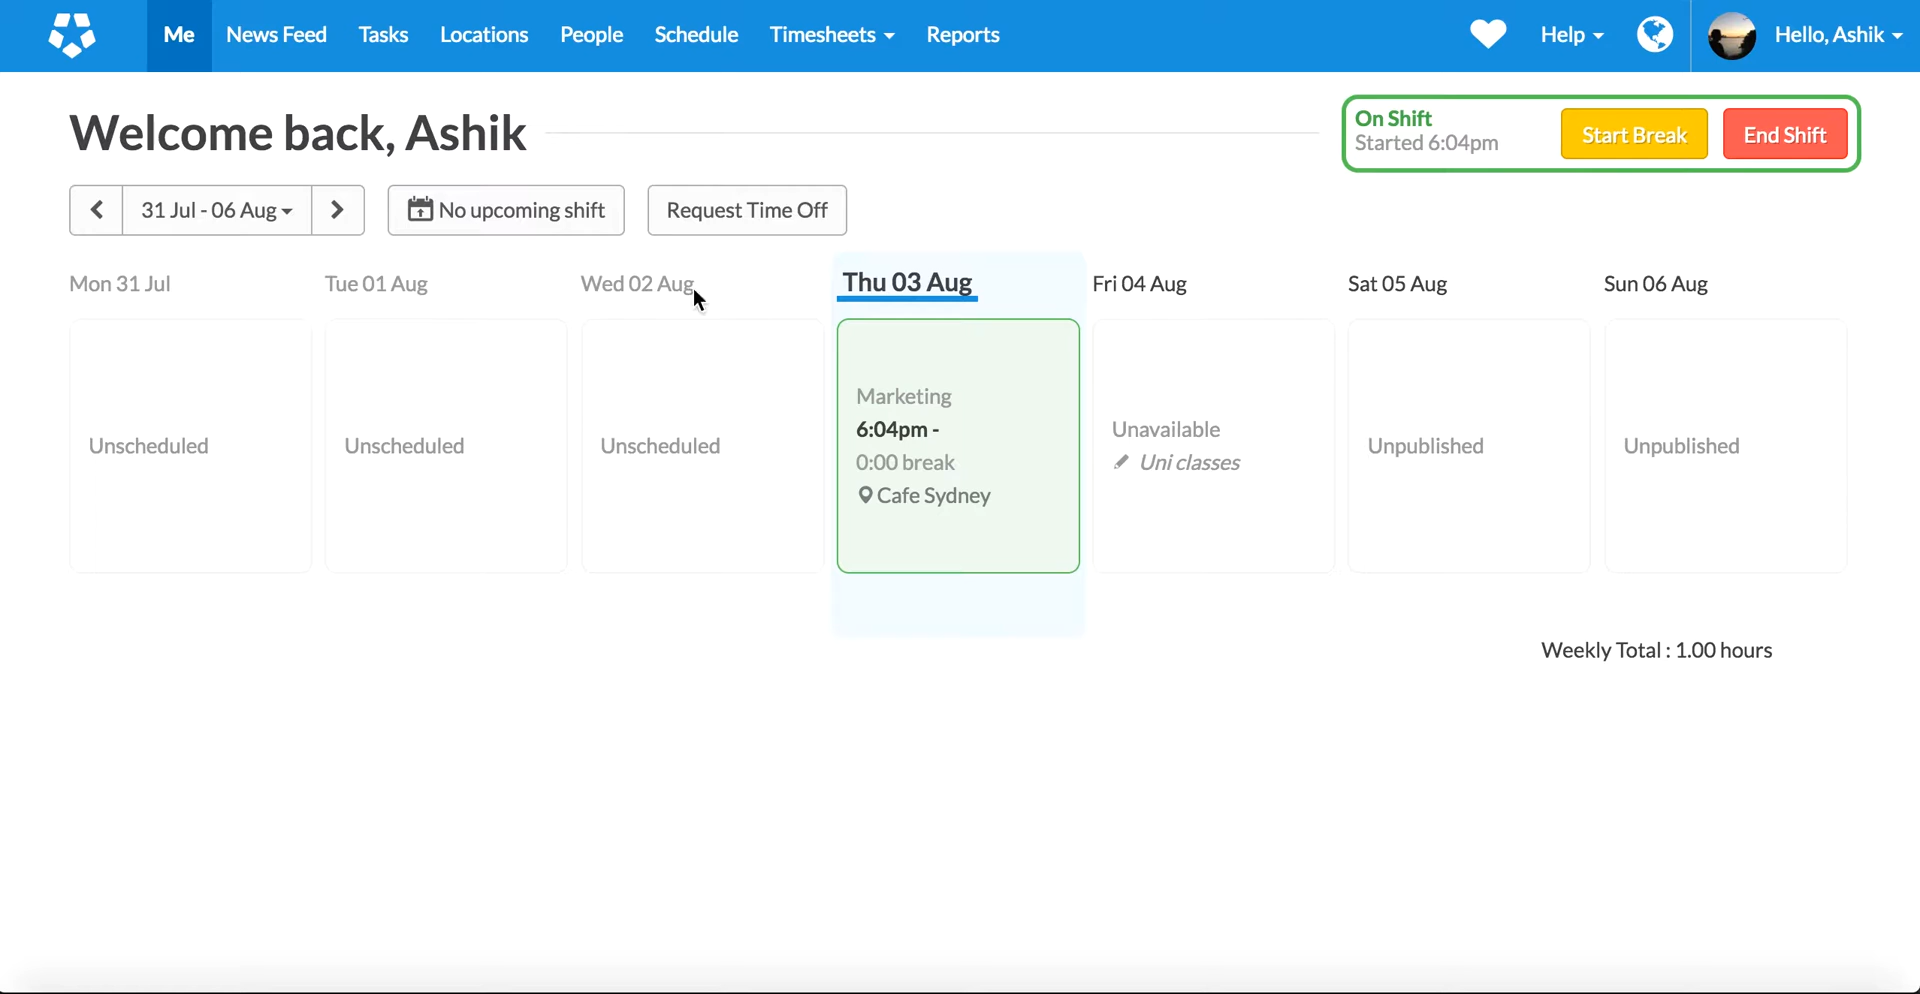 Me News Feed Tasks Locations People Schedule Timesheets Reports Help Hello, Ashik
Welcome back, Ashik
On Shift
Started 6:04pm
Start Break
End Shift
31 Jul - 06 Aug
No upcoming shift
Request Time Off
Mon 31 Jul
Tue 01 Aug
Wed 02 Aug
Thu 03 Aug
Fri 04 Aug
Sat 05 Aug
Sun 06 Aug
Unscheduled
Unscheduled
Unscheduled
Marketing
6:04pm -
0:00 break
Cafe Sydney
Unavailable
Uni classes
Unpublished
Unpublished
Weekly Total : 1.00 hours